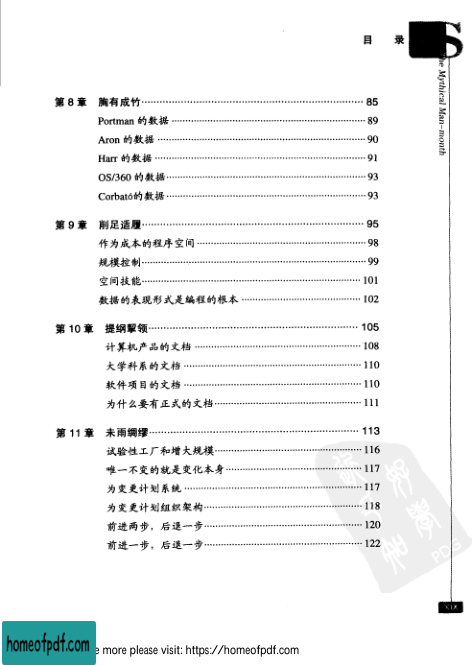 目 录
The Mythical Man-month
第 8 章 胸有成竹 85
Portman 的数据 89
Aron 的数据 90
Harr 的数据 91
OS/360 的数据 93
Corbató的数据 93
第 9 章 削足适履 95
作为成本的程序空间 98
规模控制 99
空间技能 101
数据的表现形式是编程的根本 102
第 10 章 提纲挈领 105
计算机产品的文档 108
大学科系的文档 110
软件项目的文档 110
为什么要有正式的文档 111
第 11 章 未雨绸缪 113
试验性工厂和增大规模 116
唯一不变的就是变化本身 117
为变更计划系统 117
为变更计划组织架构 118
前进两步，后退一步 120
前进一步，后退一步 122
PDG
XIX
homeofpdf.com
e more please visit: https://homeofpdf.com